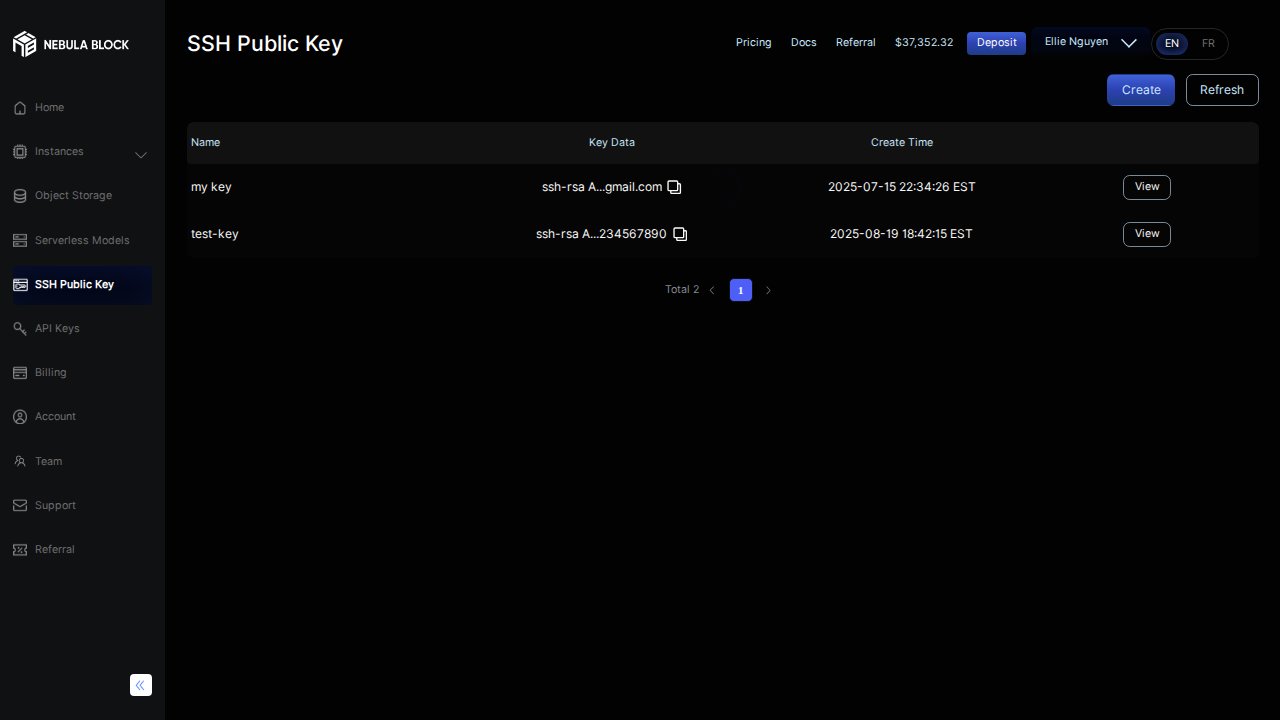 NEBULA BLOCK
Home
Instances
Object Storage
Serverless Models
SSH Public Key
API Keys
Billing
Account
Team
Support
Referral
SSH Public Key
Pricing Docs Referral $37,352.32 Deposit Ellie Nguyen EN FR
Create Refresh
Name Key Data Create Time
my key ssh-rsa A...gmail.com 2025-07-15 22:34:26 EST View
test-key ssh-rsa A...234567890 2025-08-19 18:42:15 EST View
Total 2 1